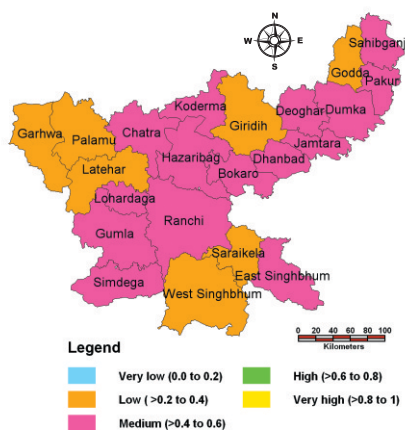 N
W E
S
Sahibganj
Godda
Pakur
Koderma
Deoghar
Dumka
Garhwa
Palamu
Chatra
Giridih
Jamtara
Hazaribag
Dhanbad
Latehar
Bokaro
Lohardaga
Ranchi
Gumla
Saraikela
Simdega
East Singhbhum
West Singhbhum
0 20 40 60 80 100
Kilometers
Legend
Very low (0.0 to 0.2)
High (>0.6 to 0.8)
Low ( >0.2 to 0.4)
Very high (>0.8 to 1)
Medium (>0.4 to 0.6)